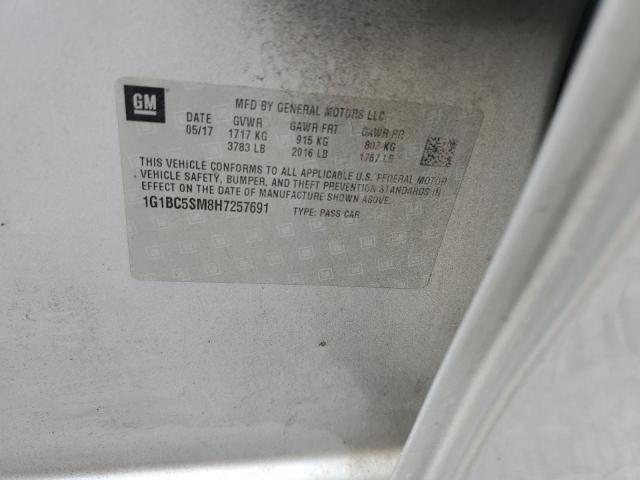 GM
MFD BY GENERAL MOTORS LLC
DATE GVWR GAWR FRT GAWR RR
05/17 1717 KG 915 KG 802 KG
3783 LB 2016 LB 1767 LB
THIS VEHICLE CONFORMS TO ALL APPLICABLE U.S. FEDERAL MOTOR
VEHICLE SAFETY, BUMPER, AND THEFT PREVENTION STANDARDS IN
EFFECT ON THE DATE OF MANUFACTURE SHOWN ABOVE.
1G1BC5SM8H7257691 TYPE: PASS CAR